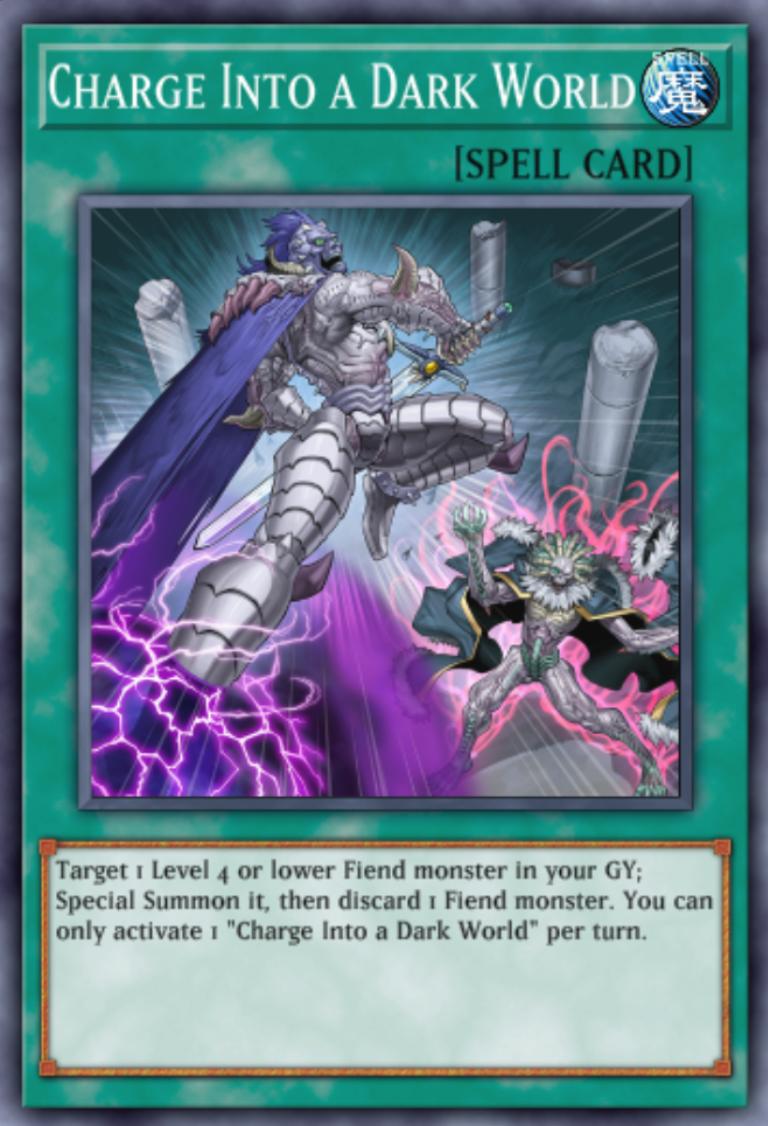 CHARGE INTO A DARK WORLD
SPELL
魔
[SPELL CARD]
Target 1 Level 4 or lower Fiend monster in your GY;
Special Summon it, then discard 1 Fiend monster. You can
only activate 1 "Charge Into a Dark World" per turn.